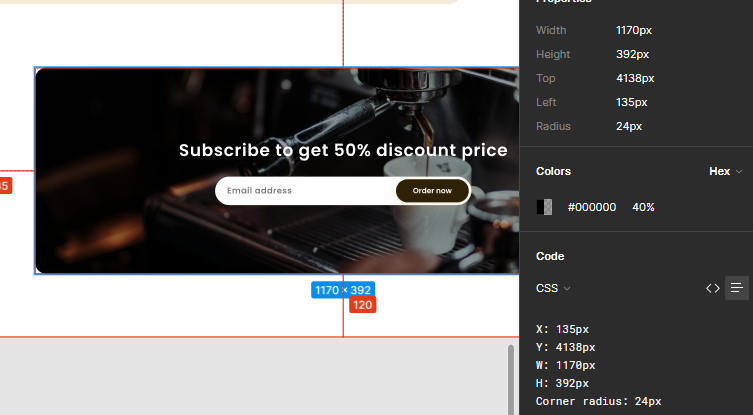 Properties
Width 1170px
Height 392px
Top 4138px
Left 135px
Radius 24px
Colors Hex
#000000 40%
Code
CSS
X: 135px
Y: 4138px
W: 1170px
H: 392px
Corner radius: 24px
Subscribe to get 50% discount price
Email address Order now
1170 × 392
120